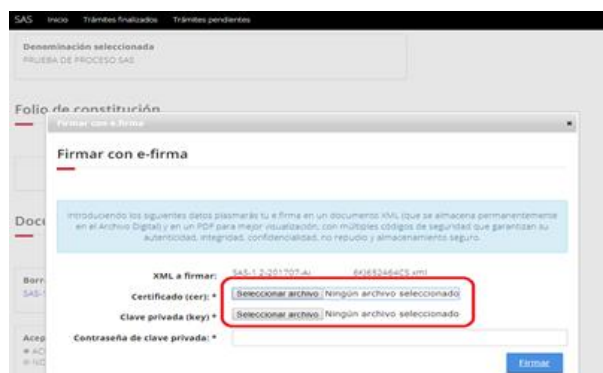 SAS Inicio Trámites finalizados Trámites pendientes
Denominación seleccionada
PRUEBA DE PROCESO SAS
Folio de constitución
Firmar con e-firma
Firmar con e-firma
Introduciendo los siguientes datos plasmarás tu e.firma en un documento XML (que se almacena permanentemente
en el Archivo Digital) y en un PDF para mejor visualización; con múltiples códigos de seguridad que garantizan su
autenticidad, integridad, confidencialidad, no repudio y almacenamiento seguro.
Docu
XML a firmar:
Borr
Certificado (cer): * Seleccionar archivo Ningún archivo seleccionado
Clave privada (key) * Seleccionar archivo Ningún archivo seleccionado
Acep
Contraseña de clave privada: *
Firmar